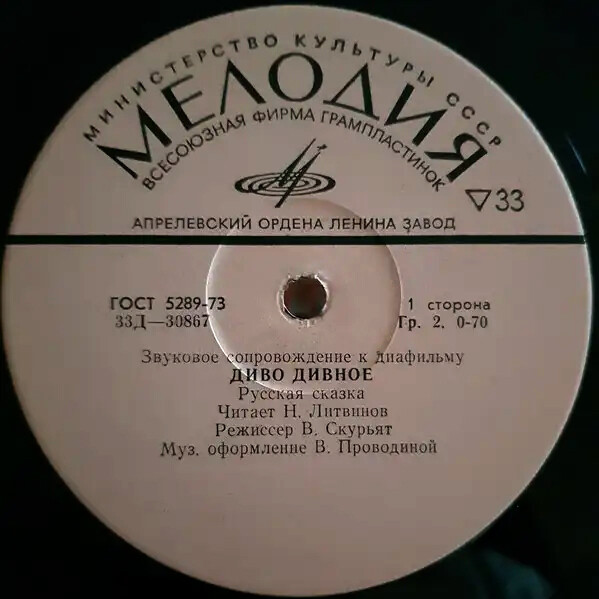 МИНИСТЕРСТВО КУЛЬТУРЫ СССР
МЕЛОДИЯ
ВСЕСОЮЗНАЯ ФИРМА ГРАМПЛАСТИНОК
33
АПРЕЛЕВСКИЙ ОРДЕНА ЛЕНИНА ЗАВОД
ГОСТ 5289-73
1 сторона
33Д—30867
Гр. 2. 0-70
Звуковое сопровождение к диафильму
ДИВО ДИВНОЕ
Русская сказка
Читает Н. Литвинов
Режиссер В. Скурьят
Муз. оформление В. Проводиной